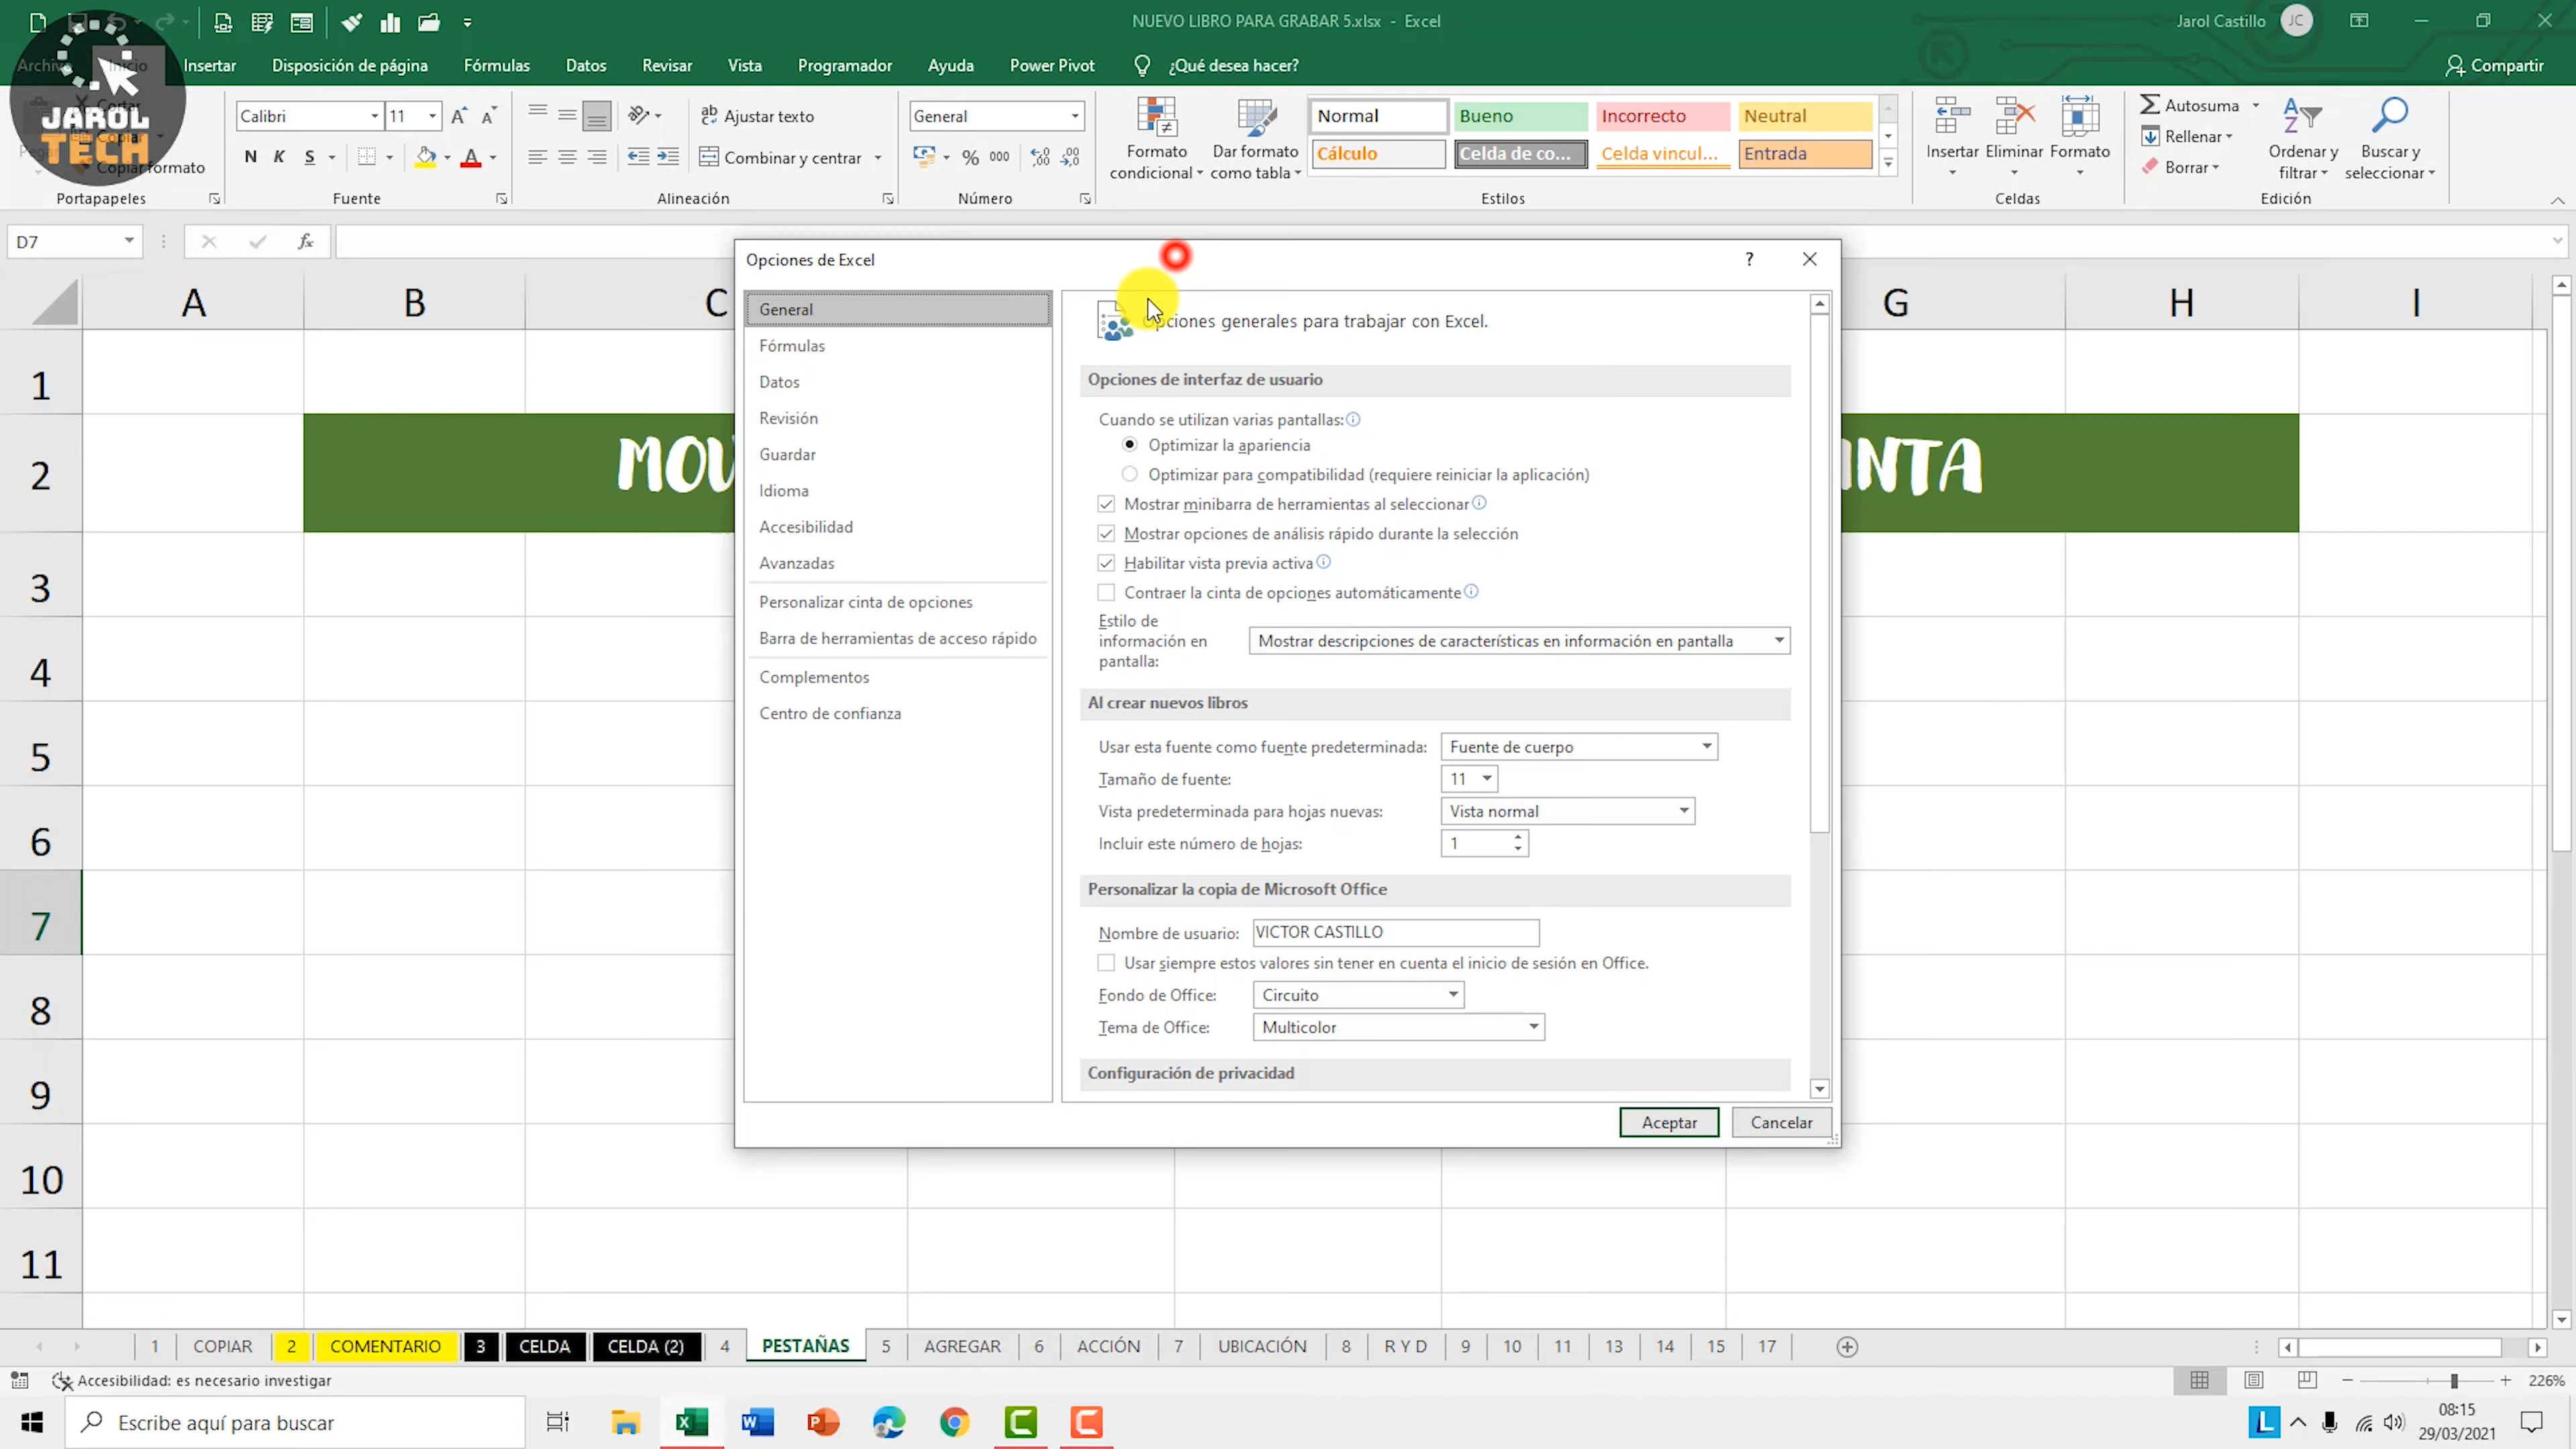 NUEVO LIBRO PARA GRABAR 5.xlsx - Excel
Jarol Castillo JC
Archivo Inicio Insertar Disposición de página Fórmulas Datos Revisar Vista Programador Ayuda Power Pivot ¿Qué desea hacer? Compartir
JAROL
TECH
Cortar
Copiar
Copiar formato
Portapapeles
Calibri 11
N K S
Fuente
Ajustar texto
Combinar y centrar
Alineación
General
% 000
Número
Formato condicional
Dar formato como tabla
Normal Bueno Incorrecto Neutral
Cálculo Celda de co... Celda vincul... Entrada
Estilos
Insertar Eliminar Formato
Celdas
Autosuma
Rellenar
Borrar
Ordenar y filtrar
Buscar y seleccionar
Edición
D7 fx
A B C G H I
1
2
3
4
5
6
7
8
9
10
11
MOV
INTA
Opciones de Excel ?
General
Fórmulas
Datos
Revisión
Guardar
Idioma
Accesibilidad
Avanzadas
Personalizar cinta de opciones
Barra de herramientas de acceso rápido
Complementos
Centro de confianza
Opciones generales para trabajar con Excel.
Opciones de interfaz de usuario
Cuando se utilizan varias pantallas:
Optimizar la apariencia
Optimizar para compatibilidad (requiere reiniciar la aplicación)
Mostrar minibarra de herramientas al seleccionar
Mostrar opciones de análisis rápido durante la selección
Habilitar vista previa activa
Contraer la cinta de opciones automáticamente
Estilo de
información en
pantalla:
Mostrar descripciones de características en información en pantalla
Al crear nuevos libros
Usar esta fuente como fuente predeterminada: Fuente de cuerpo
Tamaño de fuente: 11
Vista predeterminada para hojas nuevas: Vista normal
Incluir este número de hojas: 1
Personalizar la copia de Microsoft Office
Nombre de usuario: VICTOR CASTILLO
Usar siempre estos valores sin tener en cuenta el inicio de sesión en Office.
Fondo de Office: Circuito
Tema de Office: Multicolor
Configuración de privacidad
Aceptar Cancelar
1 COPIAR 2 COMENTARIO 3 CELDA CELDA (2) 4 PESTAÑAS 5 AGREGAR 6 ACCIÓN 7 UBICACIÓN 8 R Y D 9 10 11 13 14 15 17
Accesibilidad: es necesario investigar
226%
Escribe aquí para buscar
08:15
29/03/2021